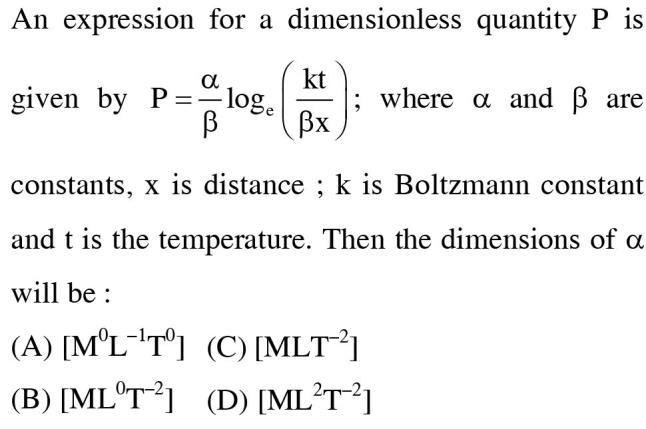 An expression for a dimensionless quantity P is
given by P = α/β logₑ (kt/βx); where α and β are
constants, x is distance ; k is Boltzmann constant
and t is the temperature. Then the dimensions of α
will be :
(A) [M⁰L⁻¹T⁰] (C) [MLT⁻²]
(B) [ML⁰T⁻²] (D) [ML²T⁻²]